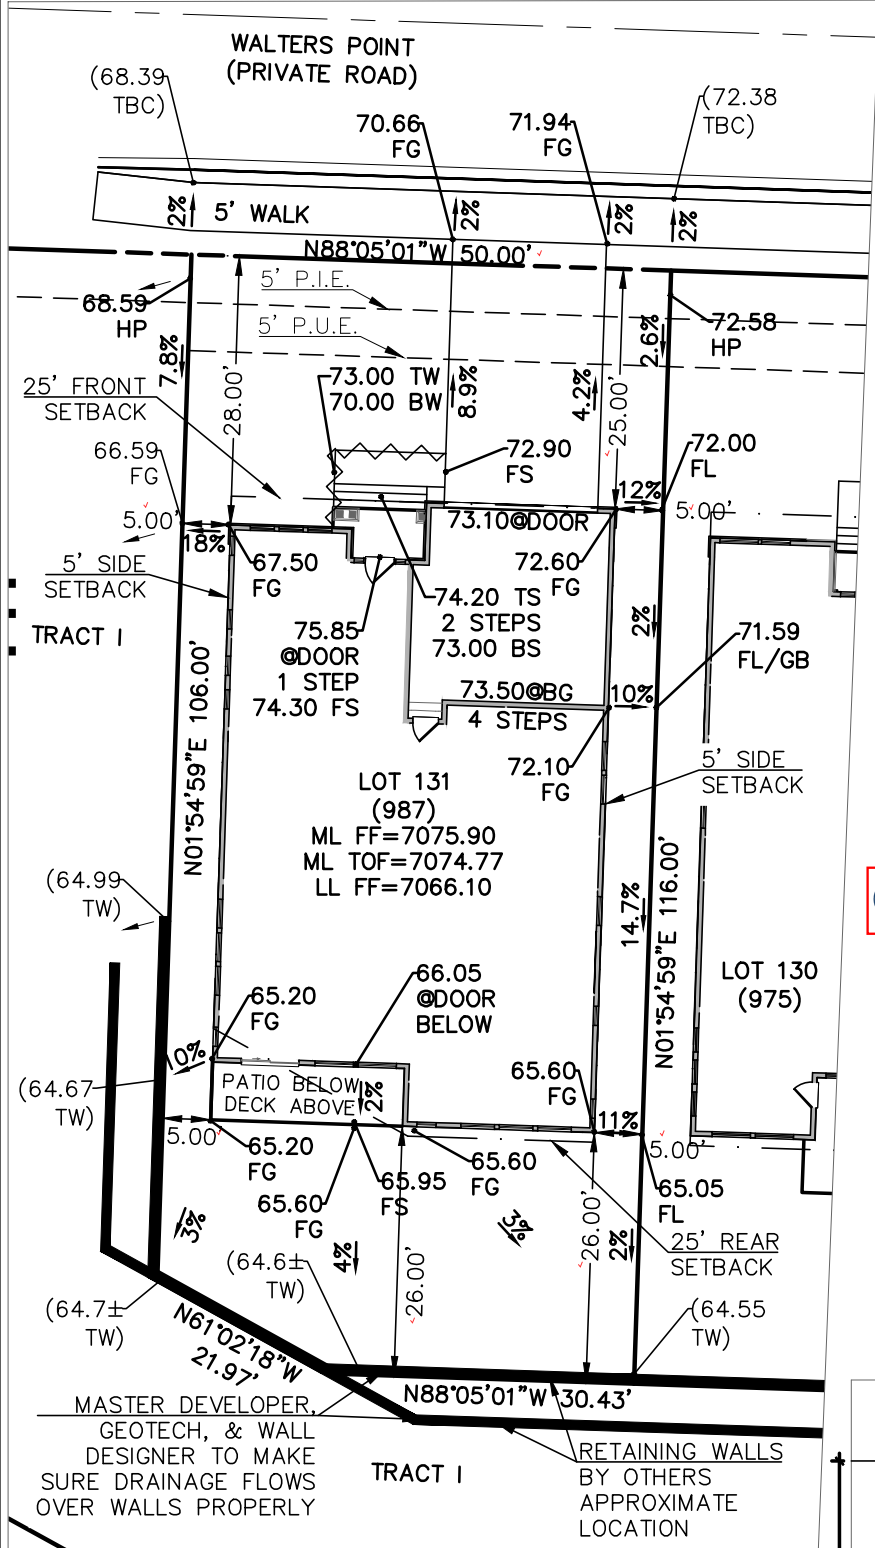 WALTERS POINT
(PRIVATE ROAD)
(68.39
TBC)
70.66
FG
71.94
FG
(72.38
TBC)
2%
5' WALK
2%
2%
2%
N88°05'01"W 50.00'
5' P.I.E.
68.59
HP
5' P.U.E.
72.58
HP
7.8%
2.6%
28.00'
73.00 TW
70.00 BW
8.9%
4.2%
25.00'
25' FRONT
SETBACK
66.59
FG
72.90
FS
72.00
FL
5.00'
12%
5.00'
73.10@DOOR
18%
67.50
FG
72.60
FG
5' SIDE
SETBACK
74.20 TS
2 STEPS
73.00 BS
2%
TRACT I
75.85
@DOOR
1 STEP
74.30 FS
71.59
FL/GB
N01°54'59"E 106.00'
73.50@BG
4 STEPS
10%
72.10
FG
5' SIDE
SETBACK
LOT 131
(987)
ML FF=7075.90
ML TOF=7074.77
LL FF=7066.10
(64.99
TW)
14.7%
N01°54'59"E 116.00'
LOT 130
(975)
65.20
FG
66.05
@DOOR
BELOW
10%
(64.67
TW)
PATIO BELOW
DECK ABOVE
2%
65.60
FG
11%
5.00'
65.20
FG
65.60
FG
65.95
FS
65.60
FG
5.00'
65.05
FL
3%
4%
3%
26.00'
26.00'
2%
25' REAR
SETBACK
(64.6±
TW)
(64.7±
TW)
(64.55
TW)
N61°02'18"W
21.97'
N88°05'01"W 30.43'
MASTER DEVELOPER,
GEOTECH, & WALL
DESIGNER TO MAKE
SURE DRAINAGE FLOWS
OVER WALLS PROPERLY
TRACT I
RETAINING WALLS
BY OTHERS
APPROXIMATE
LOCATION